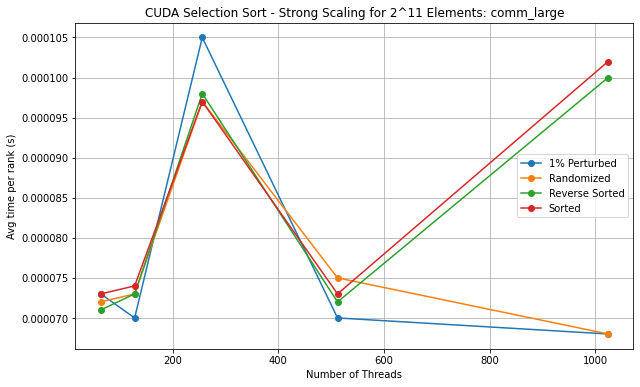 CUDA Selection Sort - Strong Scaling for 2^11 Elements: comm_large
0.000105
0.000100
0.000095
0.000090
0.000085
0.000080
0.000075
0.000070
Avg time per rank (s)
1% Perturbed
Randomized
Reverse Sorted
Sorted
200 400 600 800 1000
Number of Threads